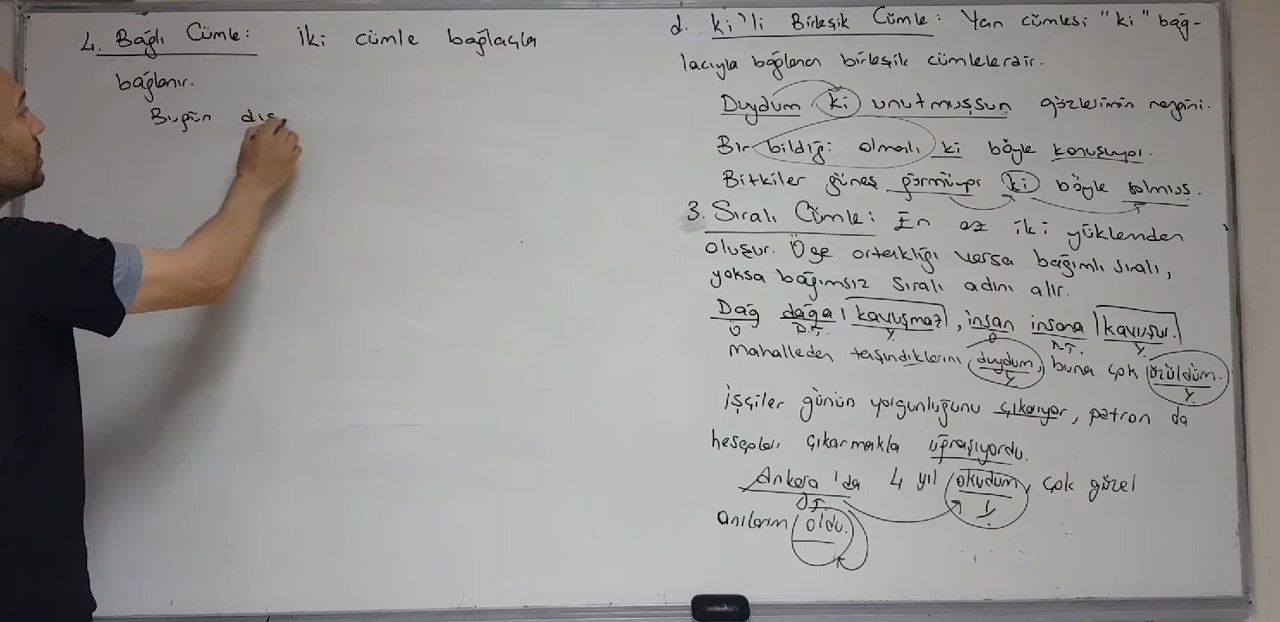 4. Bağlı Cümle: İki cümle bağlaçla
bağlanır.
Bugün dış
d. ki'li Birleşik Cümle: Yan cümlesi "ki" bağ-
lacıyla bağlanan birleşik cümlelerdir.
Duydum ki unutmuşsun gözlerimin rengini.
Bir bildiği olmalı ki böyle konuşuyor.
Bitkiler güneş görmüyor ki böyle solmuş.
3. Sıralı Cümle: En az iki yüklemden
oluşur. Öge ortaklığı varsa bağımlı sıralı,
yoksa bağımsız sıralı adını alır.
Dağ dağa kavuşmaz, insan insana kavuşur.
Ö D.T. Y. Ö D.T. Y.
Mahalleden taşındıklarını duydum, buna çok üzüldüm.
Y Y.
İşçiler günün yorgunluğunu çıkarıyor, patron da
hesapları çıkarmakla uğraşıyordu.
Ankara'da 4 yıl okudum, çok güzel
DT Y
anılarım oldu.